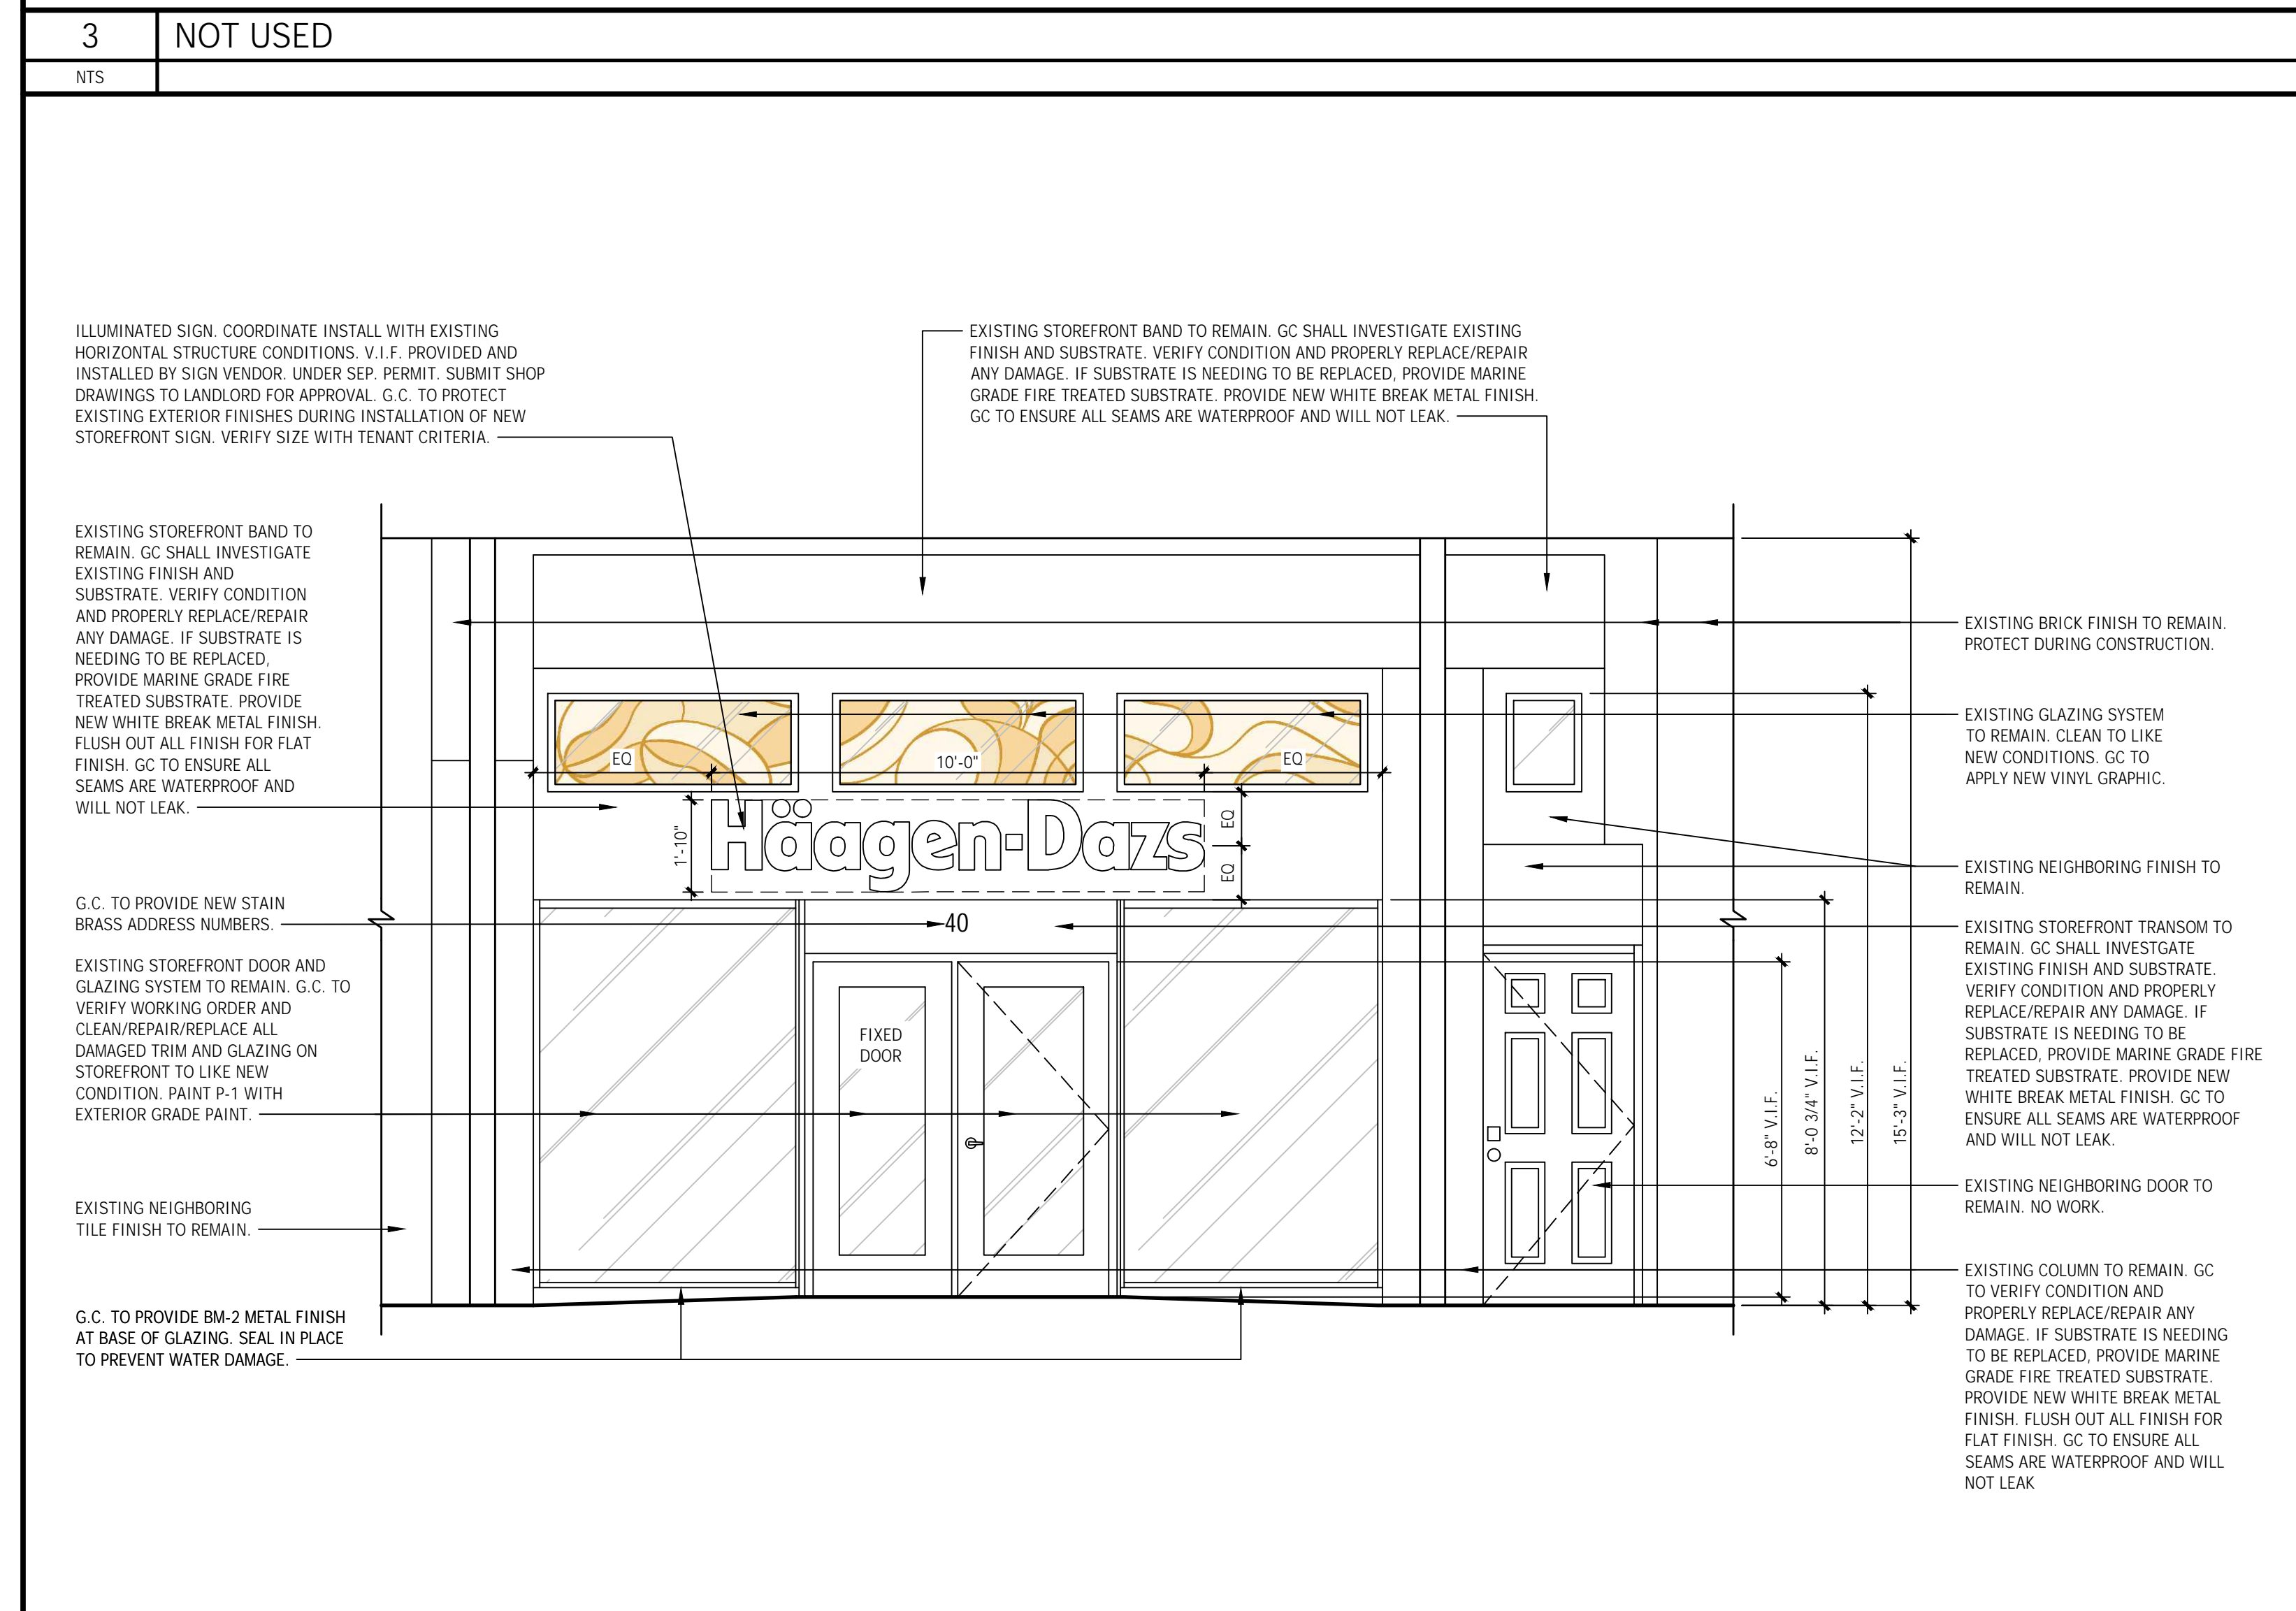 3
NOT USED
NTS
ILLUMINATED SIGN. COORDINATE INSTALL WITH EXISTING
HORIZONTAL STRUCTURE CONDITIONS. V.I.F. PROVIDED AND
INSTALLED BY SIGN VENDOR. UNDER SEP. PERMIT. SUBMIT SHOP
DRAWINGS TO LANDLORD FOR APPROVAL. G.C. TO PROTECT
EXISTING EXTERIOR FINISHES DURING INSTALLATION OF NEW
STOREFRONT SIGN. VERIFY SIZE WITH TENANT CRITERIA.
EXISTING STOREFRONT BAND TO REMAIN. GC SHALL INVESTIGATE EXISTING
FINISH AND SUBSTRATE. VERIFY CONDITION AND PROPERLY REPLACE/REPAIR
ANY DAMAGE. IF SUBSTRATE IS NEEDING TO BE REPLACED, PROVIDE MARINE
GRADE FIRE TREATED SUBSTRATE. PROVIDE NEW WHITE BREAK METAL FINISH.
GC TO ENSURE ALL SEAMS ARE WATERPROOF AND WILL NOT LEAK.
EXISTING STOREFRONT BAND TO
REMAIN. GC SHALL INVESTIGATE
EXISTING FINISH AND
SUBSTRATE. VERIFY CONDITION
AND PROPERLY REPLACE/REPAIR
ANY DAMAGE. IF SUBSTRATE IS
NEEDING TO BE REPLACED,
PROVIDE MARINE GRADE FIRE
TREATED SUBSTRATE. PROVIDE
NEW WHITE BREAK METAL FINISH.
FLUSH OUT ALL FINISH FOR FLAT
FINISH. GC TO ENSURE ALL
SEAMS ARE WATERPROOF AND
WILL NOT LEAK.
G.C. TO PROVIDE NEW STAIN
BRASS ADDRESS NUMBERS.
EXISTING STOREFRONT DOOR AND
GLAZING SYSTEM TO REMAIN. G.C. TO
VERIFY WORKING ORDER AND
CLEAN/REPAIR/REPLACE ALL
DAMAGED TRIM AND GLAZING ON
STOREFRONT TO LIKE NEW
CONDITION. PAINT P-1 WITH
EXTERIOR GRADE PAINT.
EXISTING NEIGHBORING
TILE FINISH TO REMAIN.
G.C. TO PROVIDE BM-2 METAL FINISH
AT BASE OF GLAZING. SEAL IN PLACE
TO PREVENT WATER DAMAGE.
EQ
10'-0"
EQ
1'-10"
Häagen-Dazs
EQ
EQ
40
FIXED
DOOR
6'-8" V.I.F.
8'-0 3/4" V.I.F.
12'-2" V.I.F.
15'-3" V.I.F.
EXISTING BRICK FINISH TO REMAIN.
PROTECT DURING CONSTRUCTION.
EXISTING GLAZING SYSTEM
TO REMAIN. CLEAN TO LIKE
NEW CONDITIONS. GC TO
APPLY NEW VINYL GRAPHIC.
EXISTING NEIGHBORING FINISH TO
REMAIN.
EXISITNG STOREFRONT TRANSOM TO
REMAIN. GC SHALL INVESTGATE
EXISTING FINISH AND SUBSTRATE.
VERIFY CONDITION AND PROPERLY
REPLACE/REPAIR ANY DAMAGE. IF
SUBSTRATE IS NEEDING TO BE
REPLACED, PROVIDE MARINE GRADE FIRE
TREATED SUBSTRATE. PROVIDE NEW
WHITE BREAK METAL FINISH. GC TO
ENSURE ALL SEAMS ARE WATERPROOF
AND WILL NOT LEAK.
EXISTING NEIGHBORING DOOR TO
REMAIN. NO WORK.
EXISTING COLUMN TO REMAIN. GC
TO VERIFY CONDITION AND
PROPERLY REPLACE/REPAIR ANY
DAMAGE. IF SUBSTRATE IS NEEDING
TO BE REPLACED, PROVIDE MARINE
GRADE FIRE TREATED SUBSTRATE.
PROVIDE NEW WHITE BREAK METAL
FINISH. FLUSH OUT ALL FINISH FOR
FLAT FINISH. GC TO ENSURE ALL
SEAMS ARE WATERPROOF AND WILL
NOT LEAK